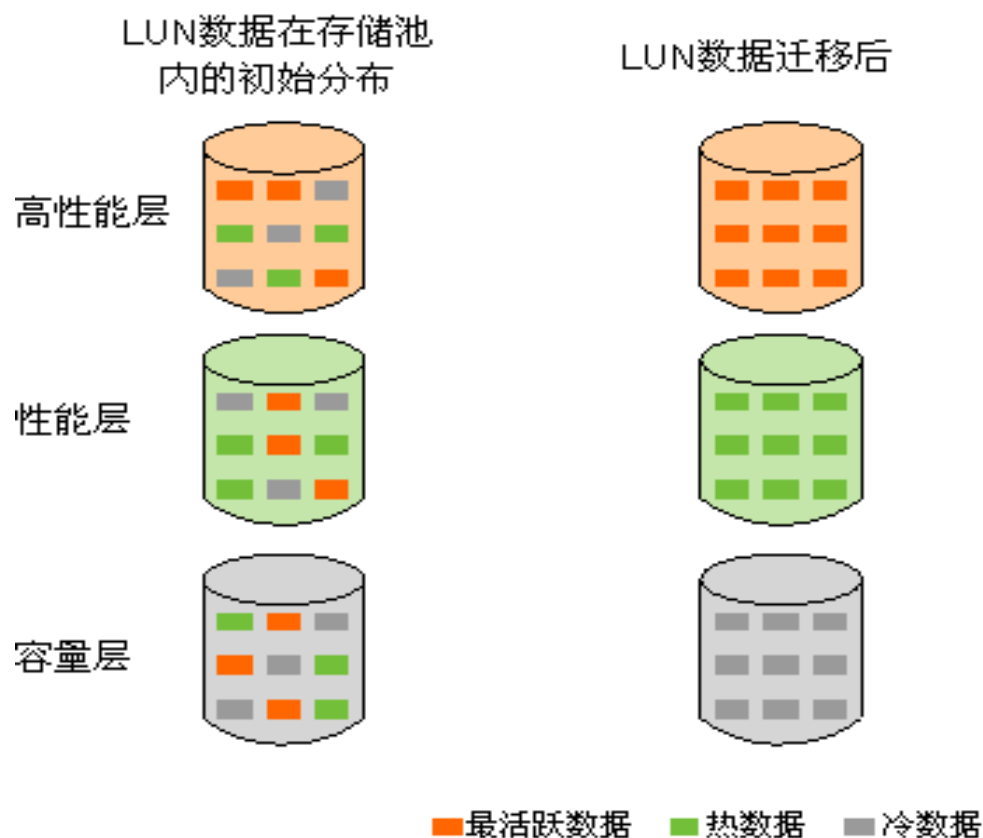 LUN数据在存储池
内的初始分布
LUN数据迁移后
高性能层
性能层
容量层
最活跃数据
热数据
冷数据